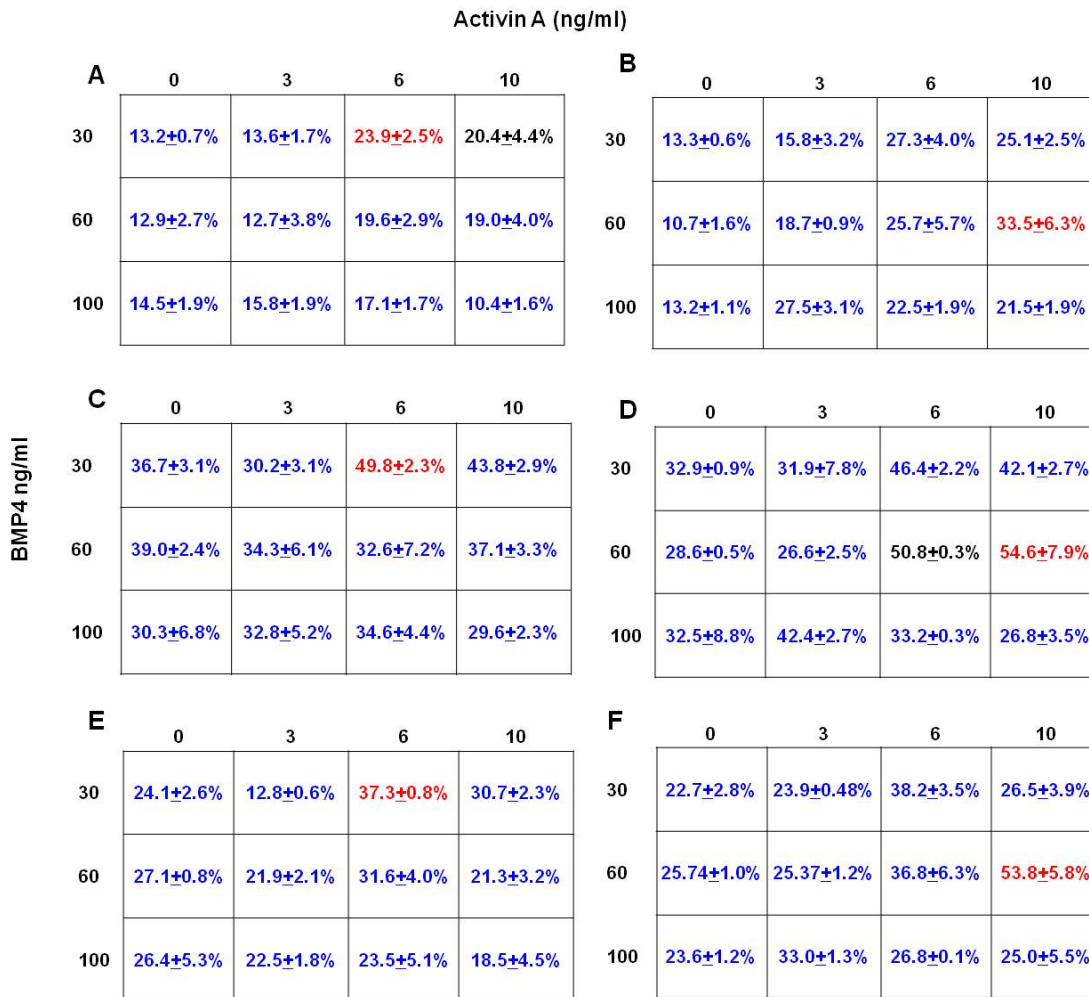 Activin A (ng/ml)
BMP4 ng/ml
A
0 3 6 10
30 13.2±0.7% 13.6±1.7% 23.9±2.5% 20.4±4.4%
60 12.9±2.7% 12.7±3.8% 19.6±2.9% 19.0±4.0%
100 14.5±1.9% 15.8±1.9% 17.1±1.7% 10.4±1.6%
B
0 3 6 10
30 13.3±0.6% 15.8±3.2% 27.3±4.0% 25.1±2.5%
60 10.7±1.6% 18.7±0.9% 25.7±5.7% 33.5±6.3%
100 13.2±1.1% 27.5±3.1% 22.5±1.9% 21.5±1.9%
C
0 3 6 10
30 36.7±3.1% 30.2±3.1% 49.8±2.3% 43.8±2.9%
60 39.0±2.4% 34.3±6.1% 32.6±7.2% 37.1±3.3%
100 30.3±6.8% 32.8±5.2% 34.6±4.4% 29.6±2.3%
D
0 3 6 10
30 32.9±0.9% 31.9±7.8% 46.4±2.2% 42.1±2.7%
60 28.6±0.5% 26.6±2.5% 50.8±0.3% 54.6±7.9%
100 32.5±8.8% 42.4±2.7% 33.2±0.3% 26.8±3.5%
E
0 3 6 10
30 24.1±2.6% 12.8±0.6% 37.3±0.8% 30.7±2.3%
60 27.1±0.8% 21.9±2.1% 31.6±4.0% 21.3±3.2%
100 26.4±5.3% 22.5±1.8% 23.5±5.1% 18.5±4.5%
F
0 3 6 10
30 22.7±2.8% 23.9±0.48% 38.2±3.5% 26.5±3.9%
60 25.74±1.0% 25.37±1.2% 36.8±6.3% 53.8±5.8%
100 23.6±1.2% 33.0±1.3% 26.8±0.1% 25.0±5.5%